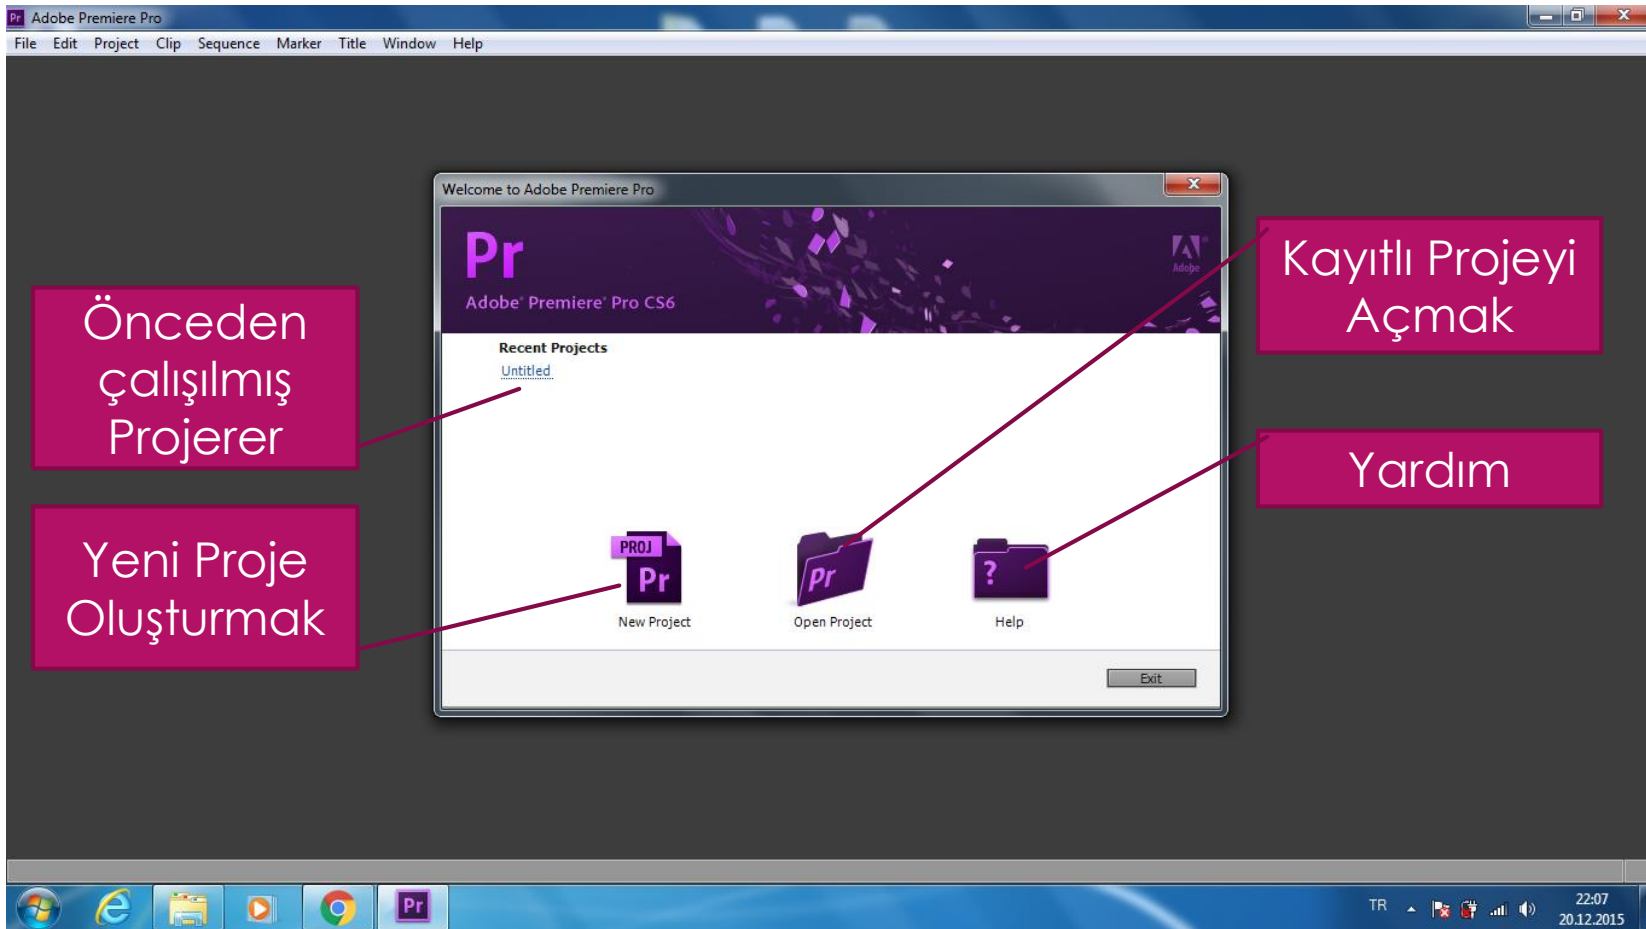 Pr Adobe Premiere Pro
File Edit Project Clip Sequence Marker Title Window Help
Welcome to Adobe Premiere Pro
Pr
Adobe
Adobe® Premiere® Pro CS6
Recent Projects
Untitled
Önceden
çalışılmış
Projerer
Kayıtlı Projeyi
Açmak
Yardım
Yeni Proje
Oluşturmak
PROJ
Pr
Pr
?
New Project Open Project Help
Exit
Pr
TR
22:07
20.12.2015